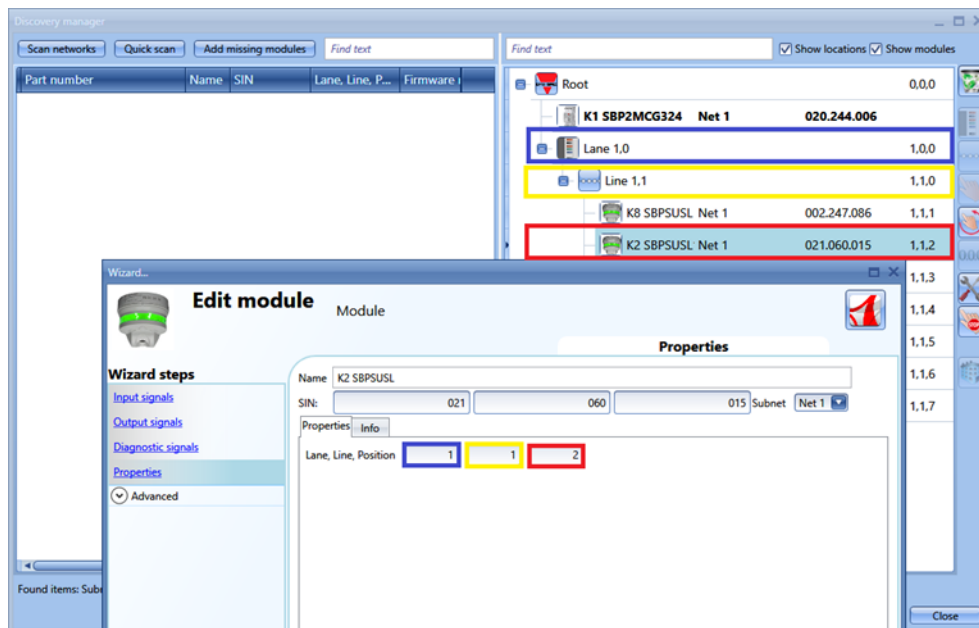 Discovery manager
Scan networks Quick scan Add missing modules Find text
Part number Name SIN Lane, Line, P... Firmware
Find text Show locations Show modules
Root 0,0,0
K1 SBP2MCG324 Net 1 020.244.006
Lane 1,0 1,0,0
Line 1,1 1,1,0
K8 SBPSUSL Net 1 002.247.086 1,1,1
K2 SBPSUSL Net 1 021.060.015 1,1,2
1,1,3
1,1,4
1,1,5
1,1,6
1,1,7
Wizard...
Edit module Module
Properties
Wizard steps
Input signals
Output signals
Diagnostic signals
Properties
Advanced
Name K2 SBPSUSL
SIN: 021 060 015 Subnet Net 1
Properties Info
Lane, Line, Position 1 1 2
Found items:
Close